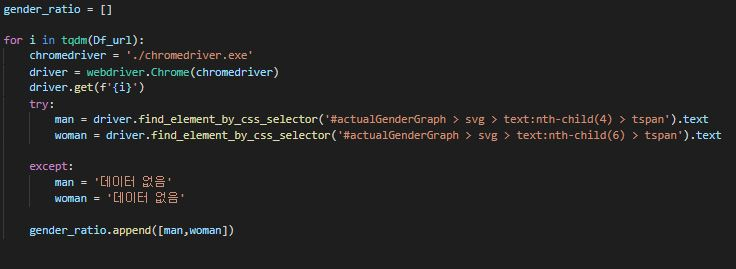 gender_ratio = []
for i in tqdm(Df_url):
chromedriver = './chromedriver.exe'
driver = webdriver.Chrome(chromedriver)
driver.get(f'{i}')
try:
man = driver.find_element_by_css_selector('#actualGenderGraph > svg > text:nth-child(4) > tspan').text
woman = driver.find_element_by_css_selector('#actualGenderGraph > svg > text:nth-child(6) > tspan').text
except:
man = '데이터 없음'
woman = '데이터 없음'
gender_ratio.append([man,woman])